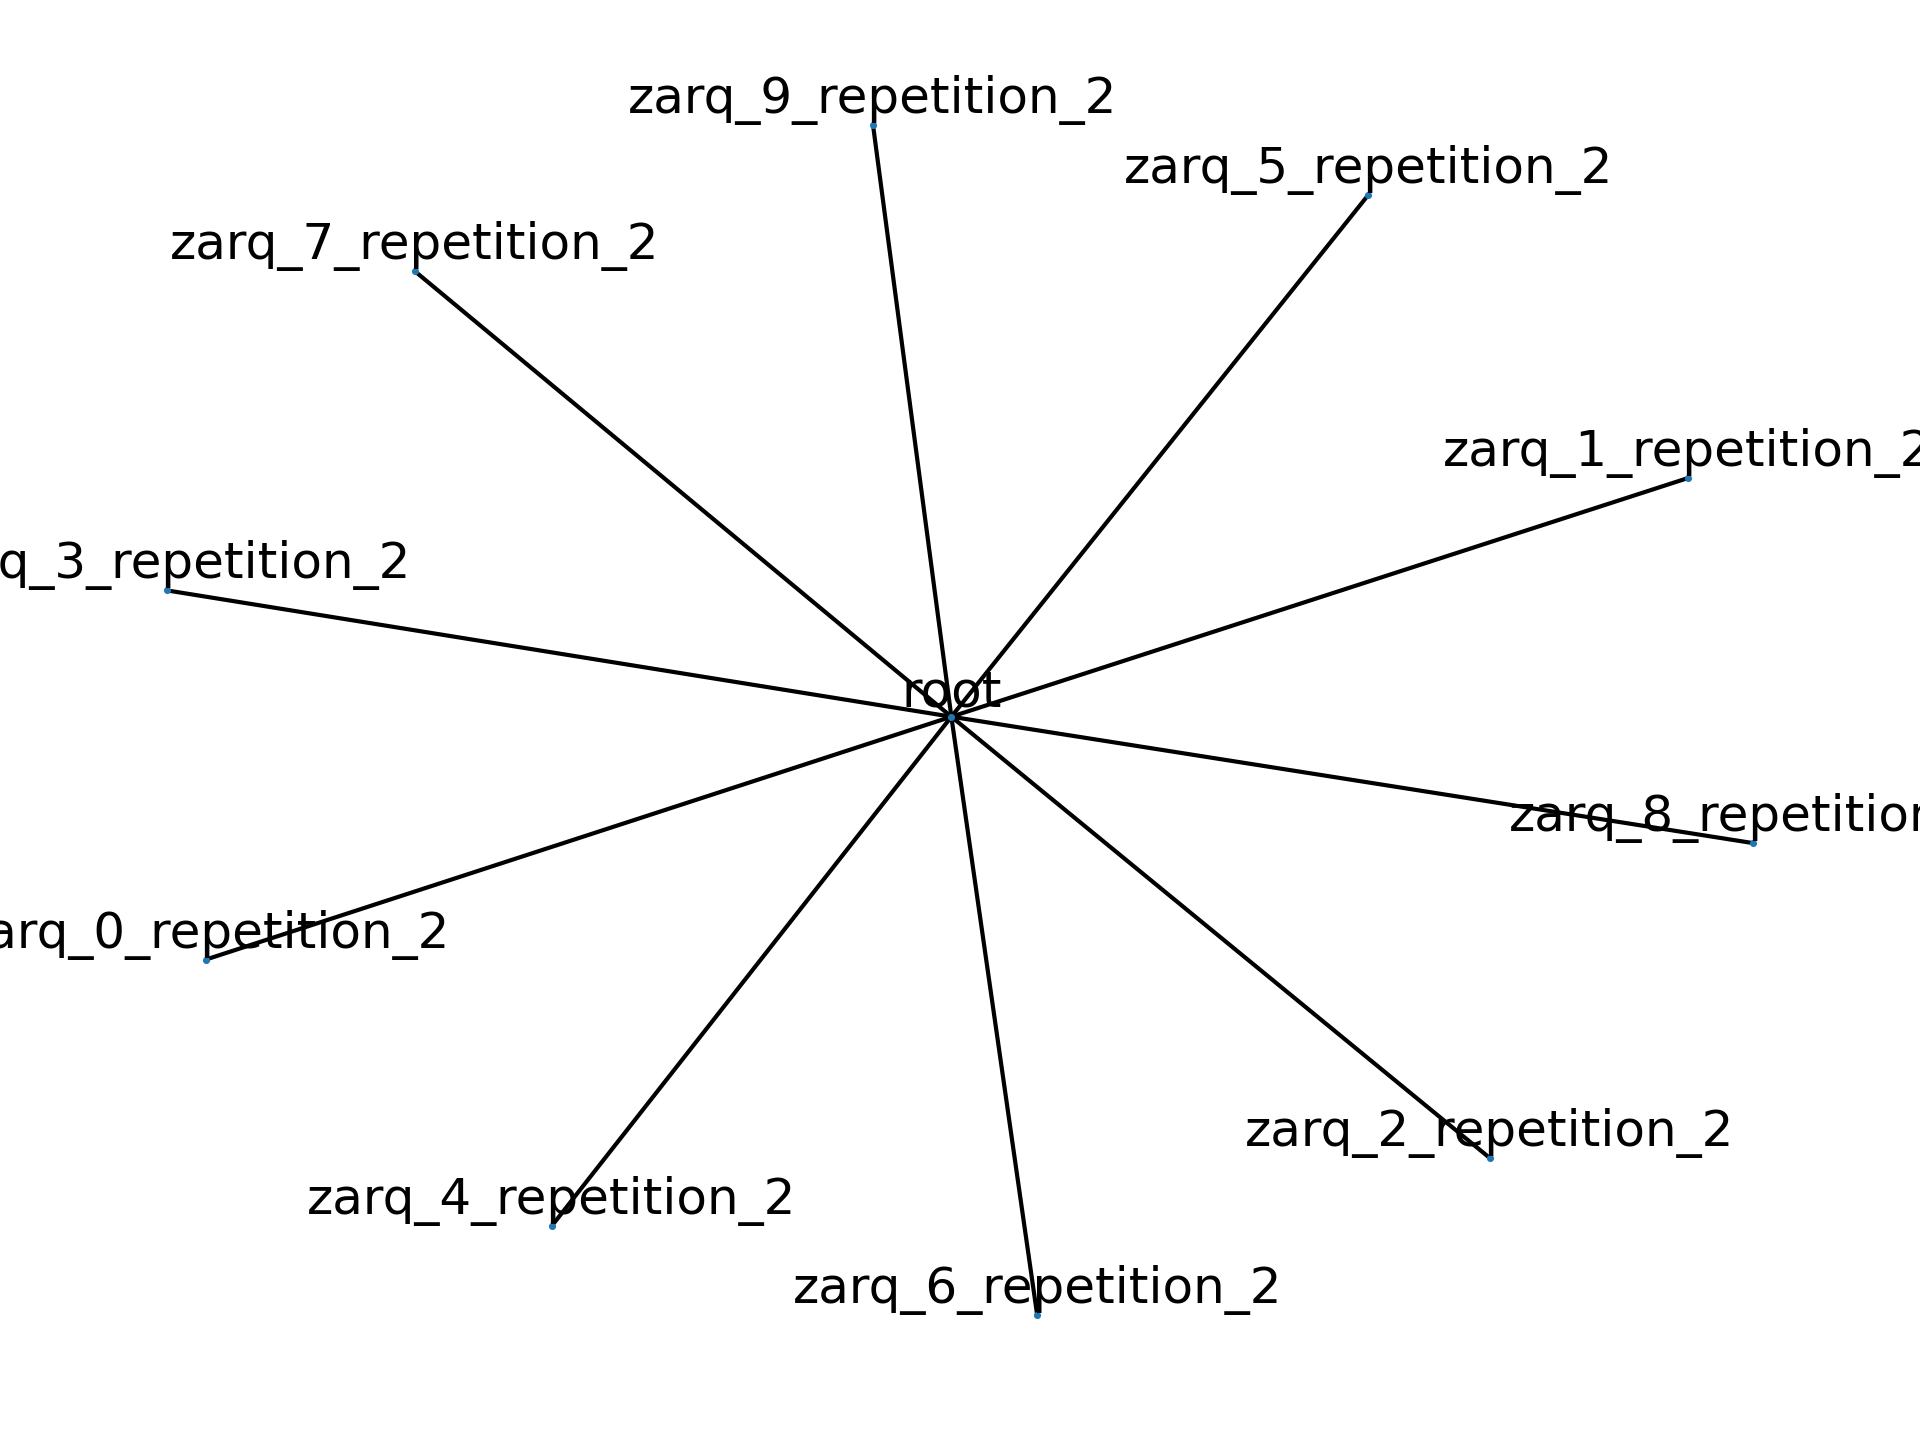 zarq_9_repetition_2
zarq_5_repetition_2
zarq_7_repetition_2
zarq_1_repetition_2
q_3_repetition_2
root
zarq_8_repetition
arq_0_repetition_2
zarq_2_repetition_2
zarq_4_repetition_2
zarq_6_repetition_2